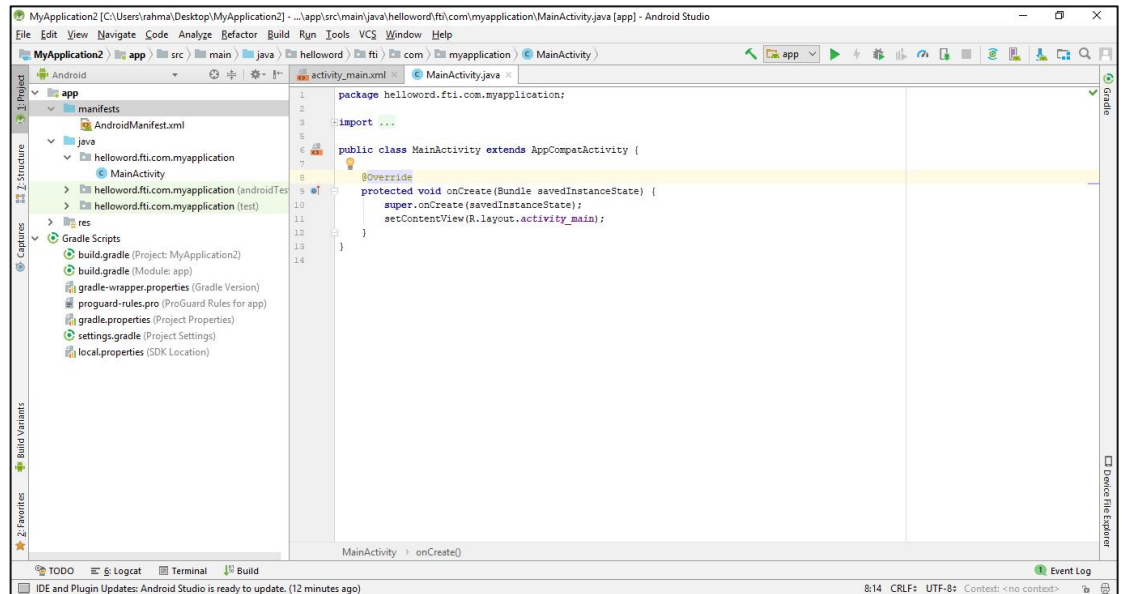 MyApplication2 [C:\Users\rahma\Desktop\MyApplication2] - ...\app\src\main\java\helloword\fti\com\myapplication\MainActivity.java [app] - Android Studio
File Edit View Navigate Code Analyze Refactor Build Run Tools VCS Window Help
MyApplication2 app src main java helloword fti com myapplication MainActivity
app
Android
activity_main.xml
MainActivity.java
1: Project
7: Structure
Captures
Build Variants
2: Favorites
app
manifests
AndroidManifest.xml
java
helloword.fti.com.myapplication
MainActivity
helloword.fti.com.myapplication (androidTes
helloword.fti.com.myapplication (test)
res
Gradle Scripts
build.gradle (Project: MyApplication2)
build.gradle (Module: app)
gradle-wrapper.properties (Gradle Version)
proguard-rules.pro (ProGuard Rules for app)
gradle.properties (Project Properties)
settings.gradle (Project Settings)
local.properties (SDK Location)
1 package helloword.fti.com.myapplication;
2
3 import ...
5
6 public class MainActivity extends AppCompatActivity {
7
8 @Override
9 protected void onCreate(Bundle savedInstanceState) {
10 super.onCreate(savedInstanceState);
11 setContentView(R.layout.activity_main);
12 }
13 }
14
Gradle
Device File Explorer
MainActivity > onCreate()
TODO 6: Logcat Terminal Build
1 Event Log
IDE and Plugin Updates: Android Studio is ready to update. (12 minutes ago)
8:14 CRLF UTF-8 Context: <no context>